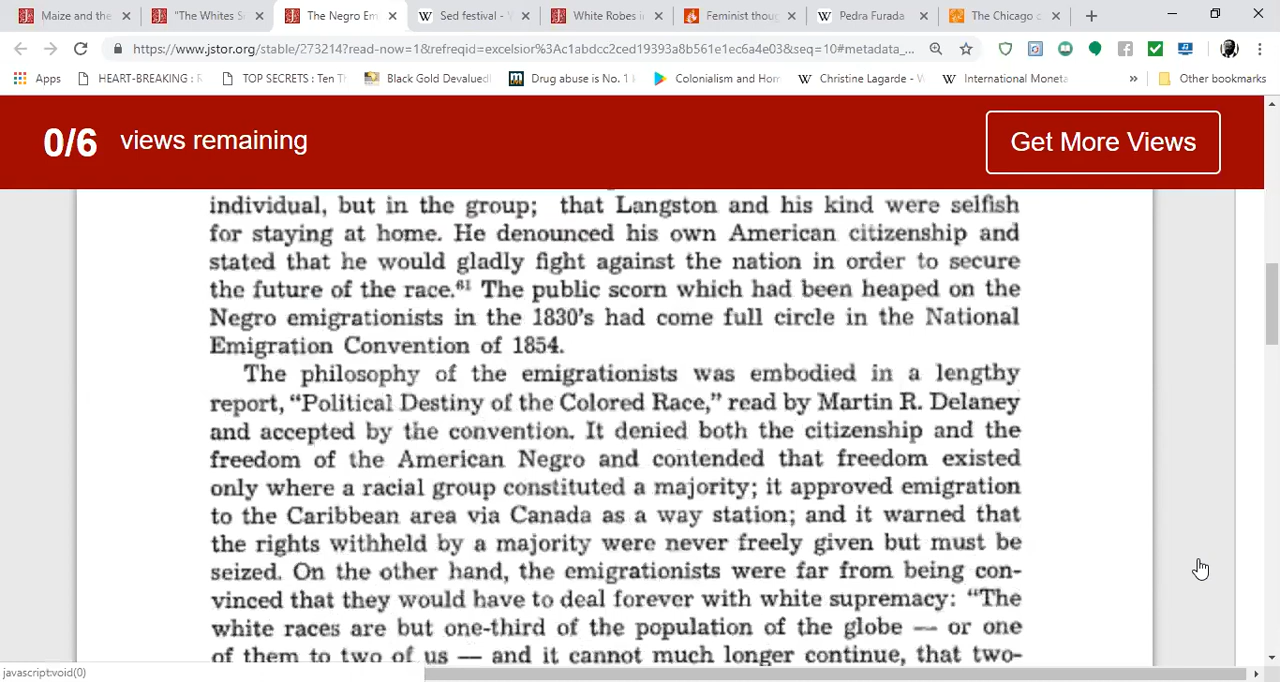 Maize and the
"The Whites S
The Negro Em
Sed festival - 
White Robes i
Feminist thou
Pedra Furada
The Chicago c
https://www.jstor.org/stable/273214?read-now=1&refreqid=excelsior%3Ac1abdcc2ced19393a8b561e1ec6a4e03&seq=10#metadata_...
Apps
HEART-BREAKING : R
TOP SECRETS : Ten Th
Black Gold Devalued
Drug abuse is No. 1 k
Colonialism and Hom
Christine Lagarde - W
International Moneta
»
Other bookmarks
0/6 views remaining
Get More Views
individual, but in the group; that Langston and his kind were selfish
for staying at home. He denounced his own American citizenship and
stated that he would gladly fight against the nation in order to secure
the future of the race.⁶¹ The public scorn which had been heaped on the
Negro emigrationists in the 1830's had come full circle in the National
Emigration Convention of 1854.
The philosophy of the emigrationists was embodied in a lengthy
report, "Political Destiny of the Colored Race," read by Martin R. Delaney
and accepted by the convention. It denied both the citizenship and the
freedom of the American Negro and contended that freedom existed
only where a racial group constituted a majority; it approved emigration
to the Caribbean area via Canada as a way station; and it warned that
the rights withheld by a majority were never freely given but must be
seized. On the other hand, the emigrationists were far from being con-
vinced that they would have to deal forever with white supremacy: "The
white races are but one-third of the population of the globe — or one
of them to two of us — and it cannot much longer continue, that two-
javascript:void(0)